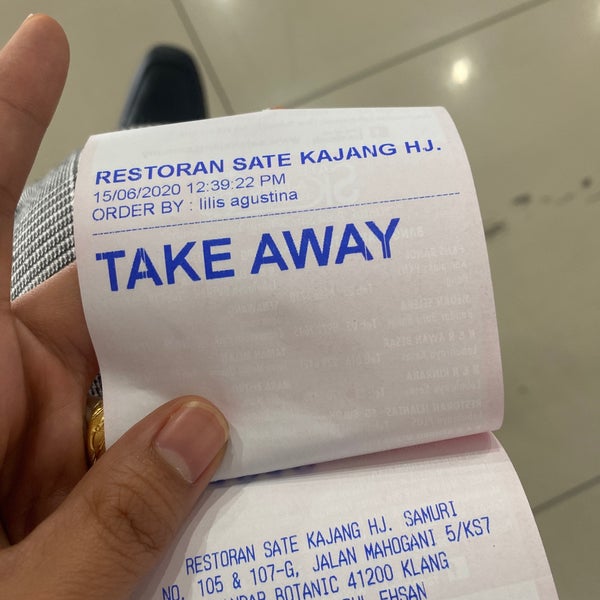 RESTORAN SATE KAJANG HJ.
15/06/2020 12:39:22 PM
ORDER BY : lilis agustina
TAKE AWAY
RESTORAN SATE KAJANG HJ. SAMURI
NO. 105 & 107-G, JALAN MAHOGANI 5/KS7
BOTANIC 41200 KLANG
EHSAN